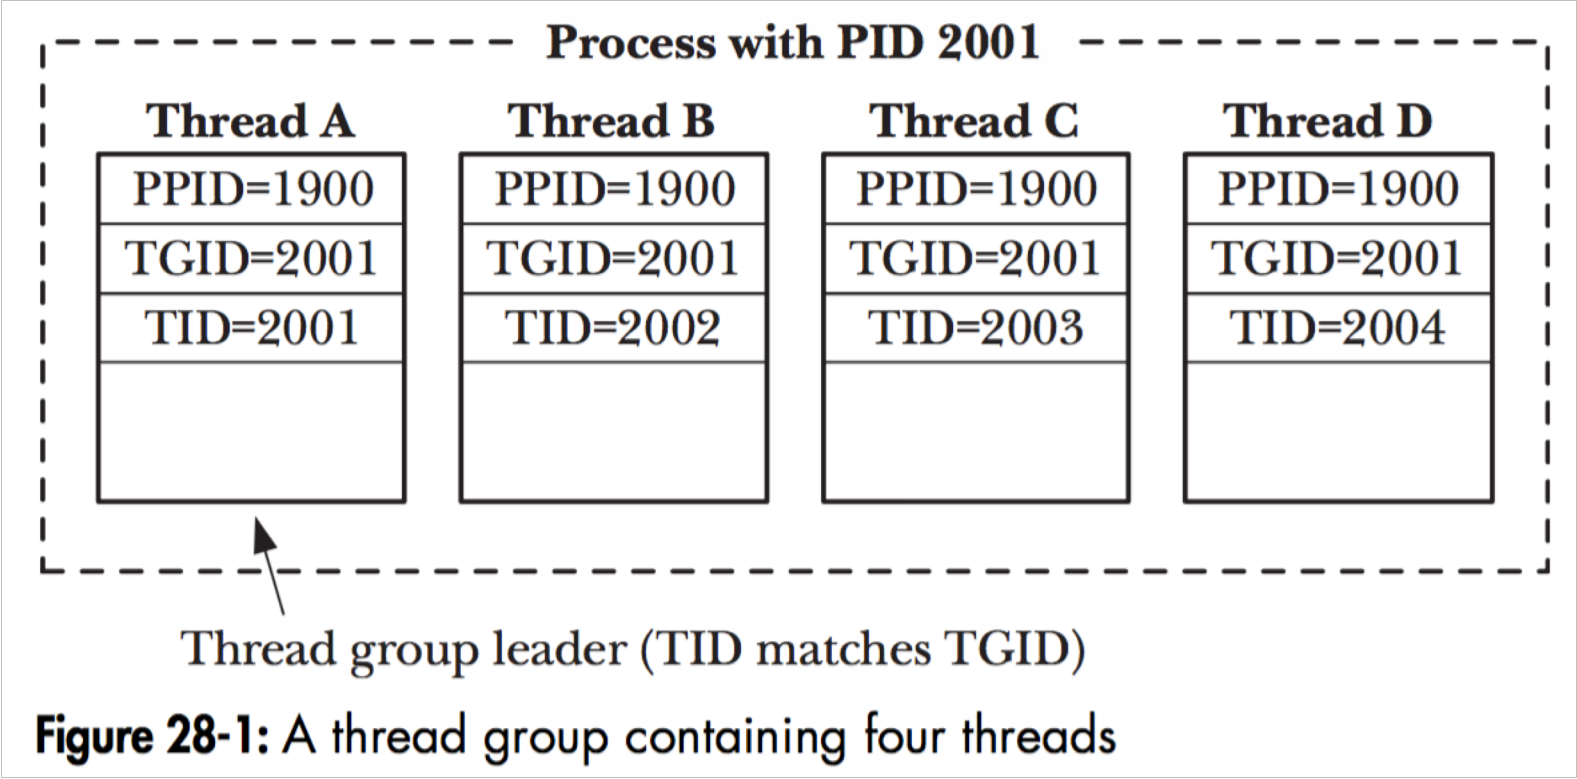 Process with PID 2001
Thread A Thread B Thread C Thread D
PPID=1900 PPID=1900 PPID=1900 PPID=1900
TGID=2001 TGID=2001 TGID=2001 TGID=2001
TID=2001 TID=2002 TID=2003 TID=2004
Thread group leader (TID matches TGID)
Figure 28-1: A thread group containing four threads